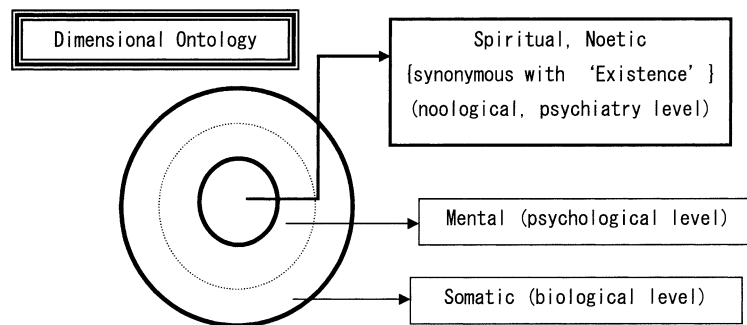 Dimensional Ontology
Spiritual, Noetic
{synonymous with ‘Existence’}
(noological, psychiatry level)
Mental (psychological level)
Somatic (biological level)